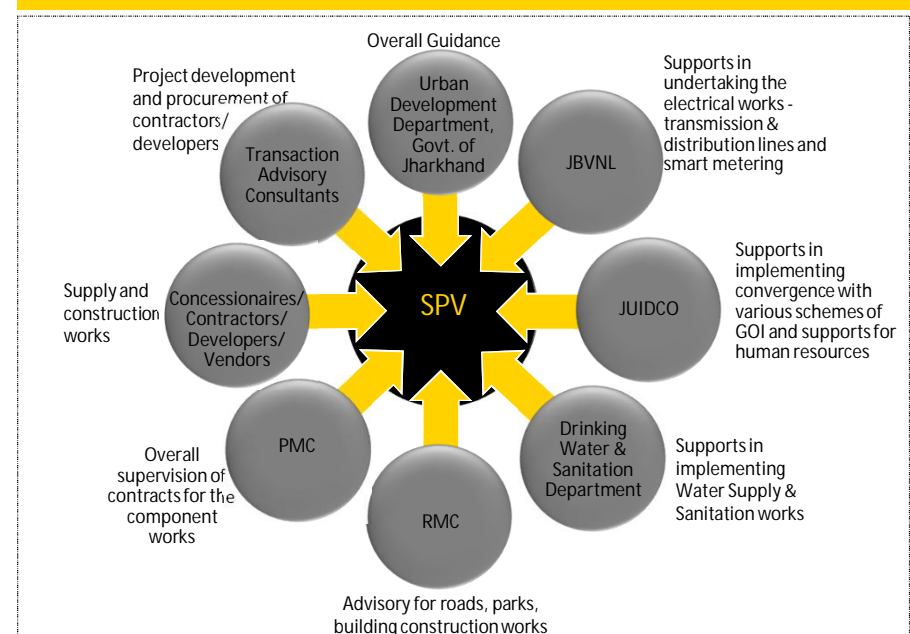 Overall Guidance
Urban
Development
Department,
Govt. of
Jharkhand
Supports in
undertaking the
electrical works -
transmission &
distribution lines and
smart metering
JBVNL
Supports in
implementing
convergence with
various schemes of
GOI and supports for
human resources
JUIDCO
Drinking
Water &
Sanitation
Department
Supports in
implementing
Water Supply &
Sanitation works
RMC
Advisory for roads, parks,
building construction works
PMC
Overall
supervision of
contracts for the
component
works
Supply and
construction
works
Concessionaires/
Contractors/
Developers/
Vendors
Project development
and procurement of
contractors/
developers
Transaction
Advisory
Consultants
SPV